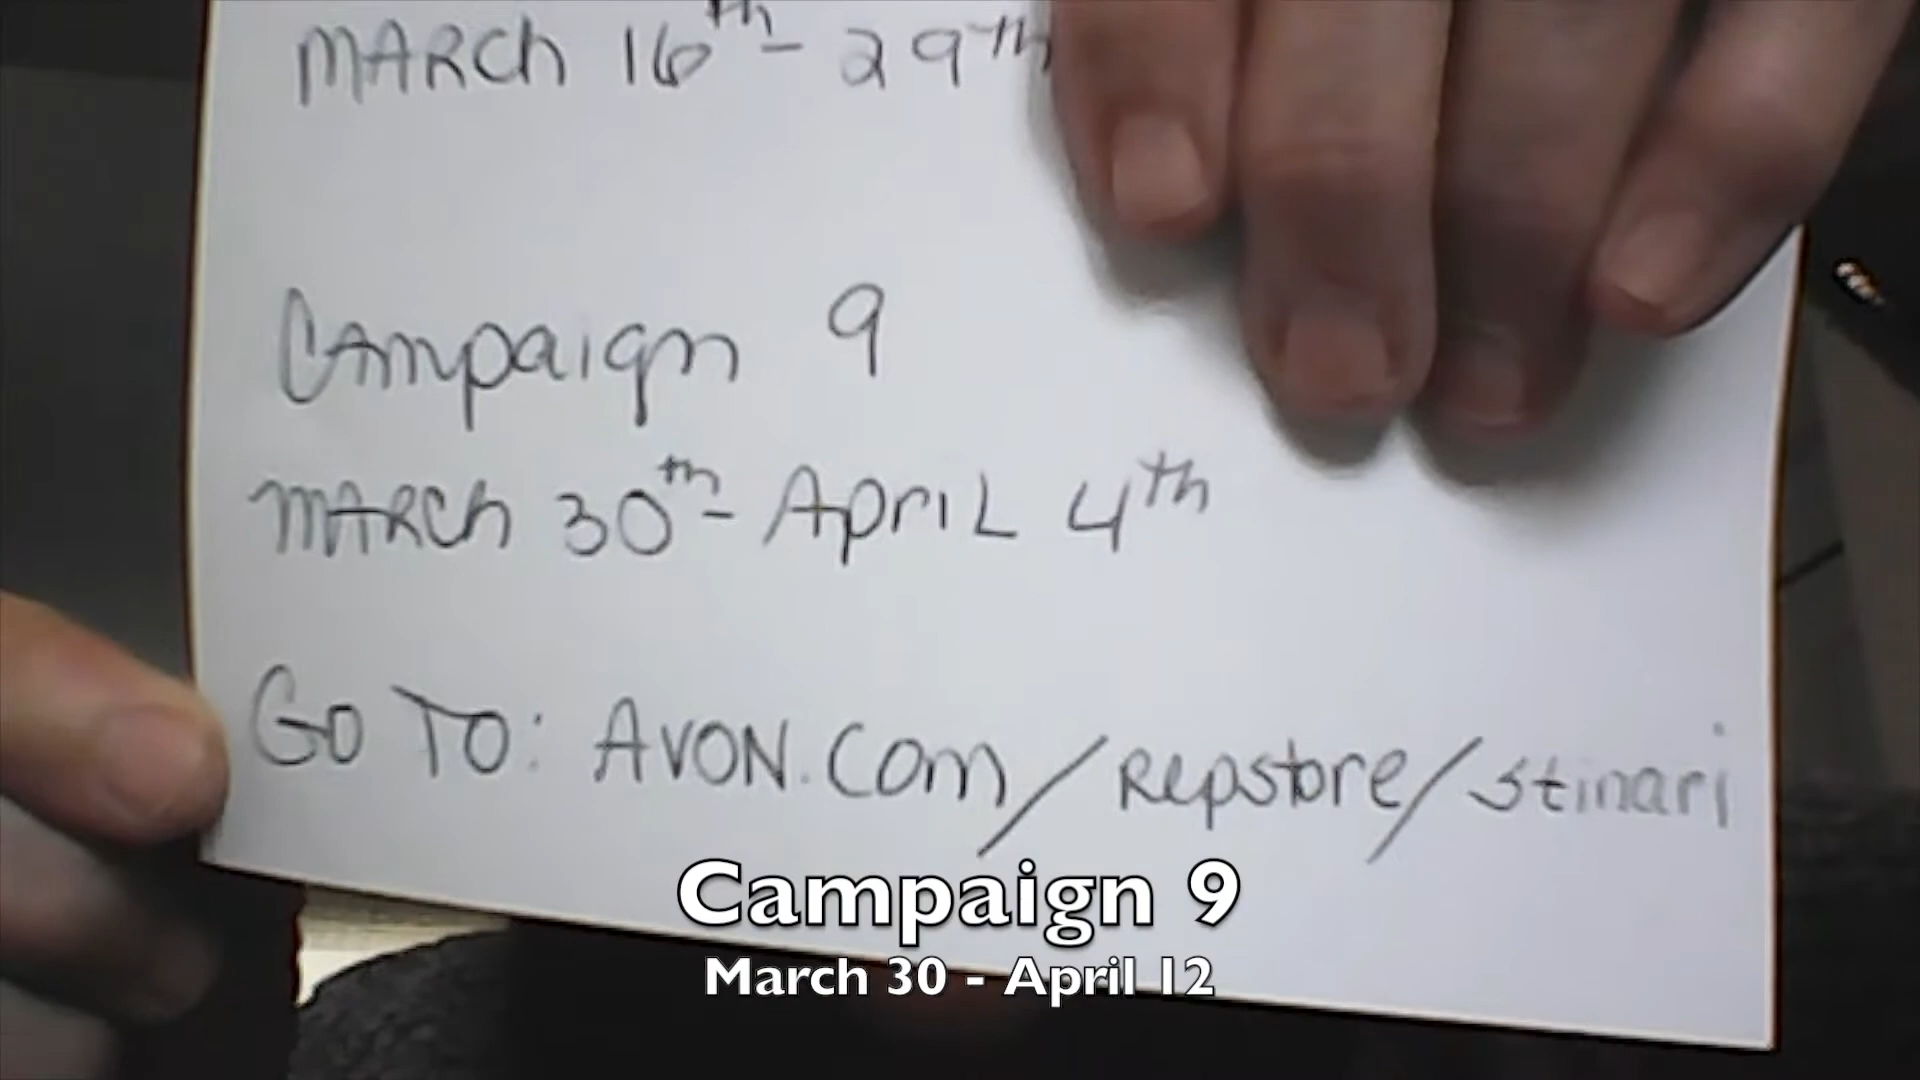 MARCH 16th - 29th
Campaign 9
MARCH 30th - April 4th
Go To: AVON.Com/repstore/stinari
Campaign 9
March 30 - April 12